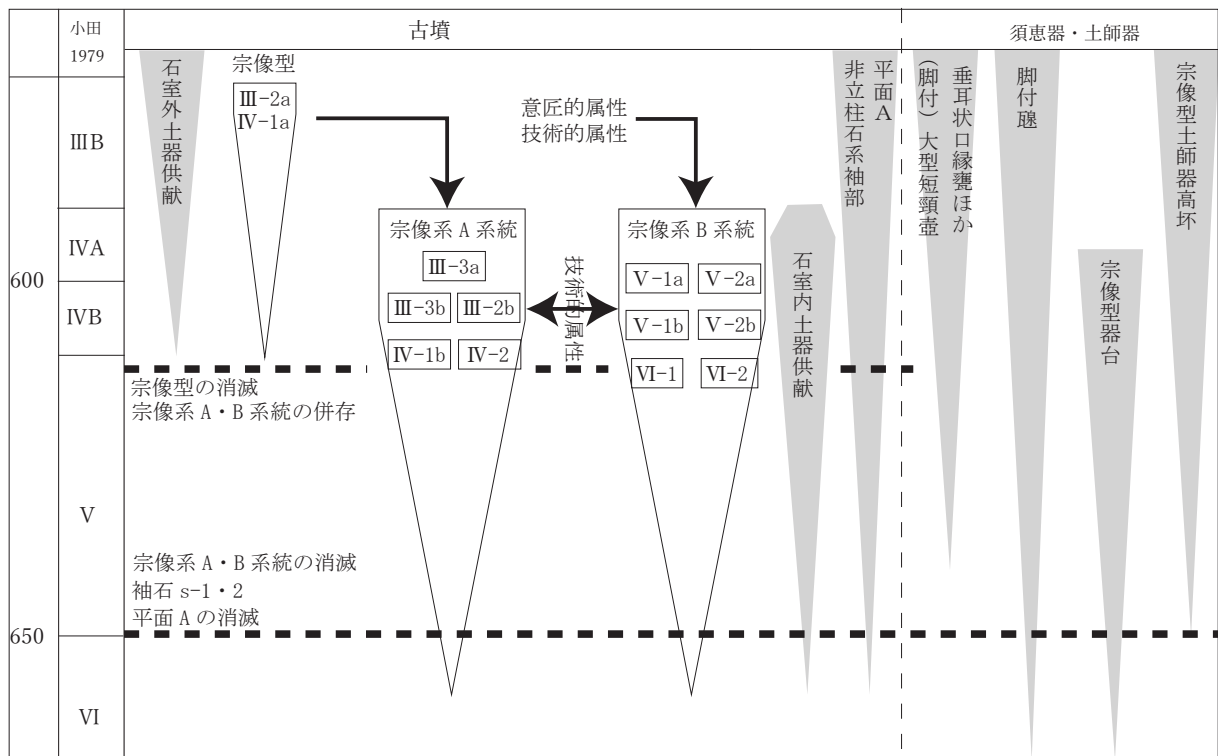 小田
1979
古墳
須恵器・土師器
ⅢB
ⅣA
600
ⅣB
Ⅴ
650
Ⅵ
石室外土器供献
宗像型
Ⅲ-2a
Ⅳ-1a
意匠的属性
技術的属性
宗像系 A 系統
Ⅲ-3a
Ⅲ-3b
Ⅲ-2b
Ⅳ-1b
Ⅳ-2
技術的属性
宗像系 B 系統
Ⅴ-1a
Ⅴ-2a
Ⅴ-1b
Ⅴ-2b
Ⅵ-1
Ⅵ-2
石室内土器供献
平面A
非立柱石系袖部
垂耳状口縁甕ほか
(脚付)大型短頸壺
脚付𤭯
宗像型器台
宗像型土師器高坏
宗像型の消滅
宗像系 A・B 系統の併存
宗像系 A・B 系統の消滅
袖石 s-1・2
平面 A の消滅